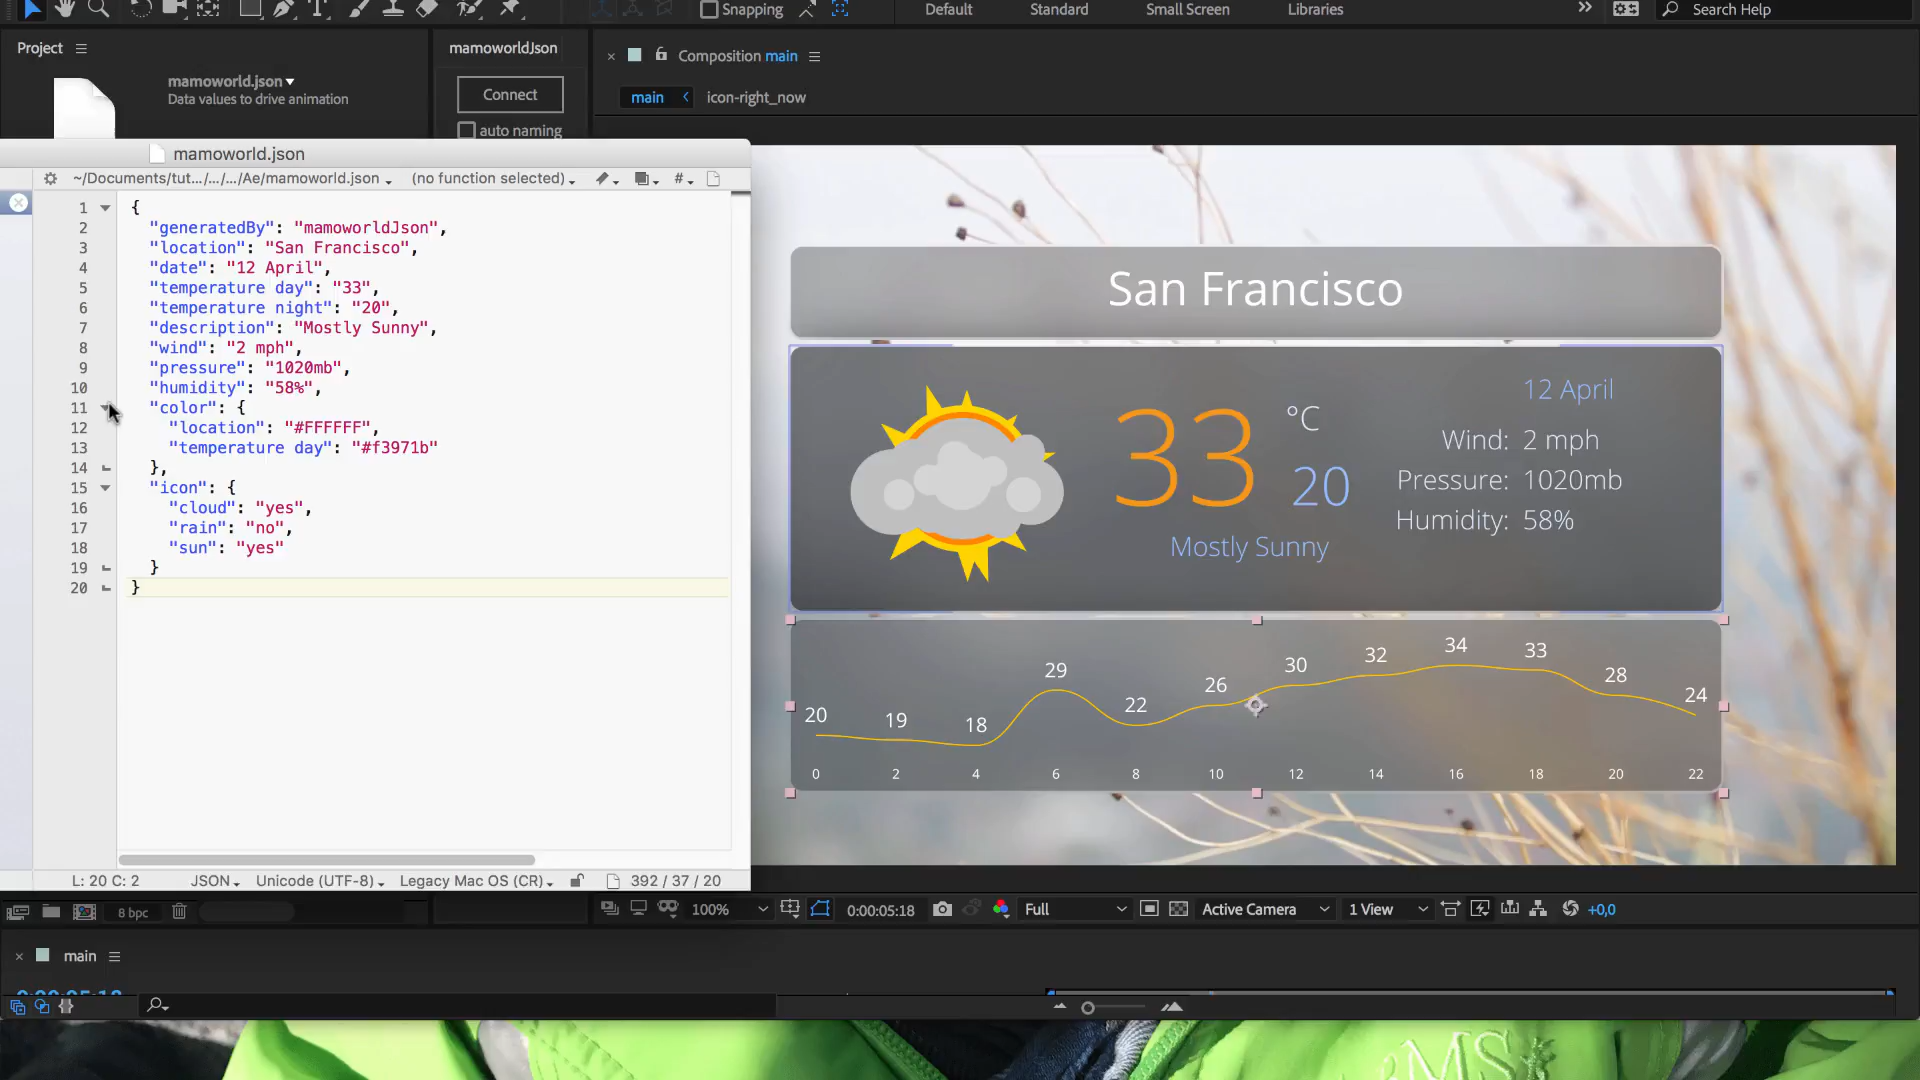 Snapping
Default
Standard
Small Screen
Libraries
Search Help
Project
mamoworldJson
Composition main
mamoworld.json
Data values to drive animation
Connect
auto naming
main
icon-right_now
mamoworld.json
~/Documents/tut.../.../...Ae/mamoworld.json
(no function selected)
#
1 {
2 "generatedBy": "mamoworldJson",
3 "location": "San Francisco",
4 "date": "12 April",
5 "temperature day": "33",
6 "temperature night": "20",
7 "description": "Mostly Sunny",
8 "wind": "2 mph",
9 "pressure": "1020mb",
10 "humidity": "58%",
11 "color": {
12 "location": "#FFFFFF",
13 "temperature day": "#f3971b"
14 },
15 "icon": {
16 "cloud": "yes",
17 "rain": "no",
18 "sun": "yes"
19 }
20 }
L: 20 C: 2
JSON
Unicode (UTF-8)
Legacy Mac OS (CR)
392 / 37 / 20
San Francisco
12 April
33 °C
20
Mostly Sunny
Wind: 2 mph
Pressure: 1020mb
Humidity: 58%
20 19 18 29 22 26 30 32 34 33 28 24
0 2 4 6 8 10 12 14 16 18 20 22
8 bpc
100%
0:00:05:18
Full
Active Camera
1 View
+0,0
main